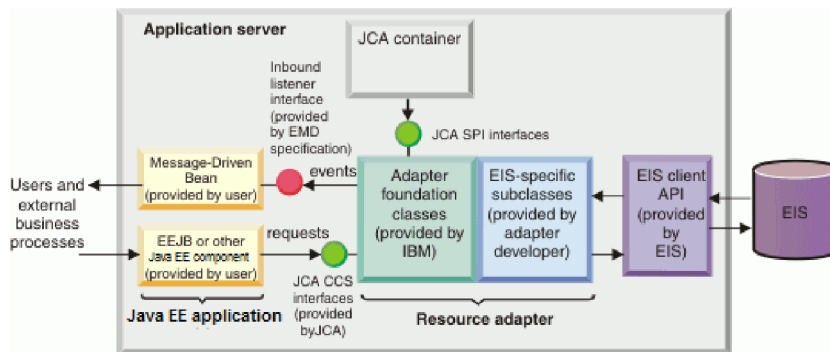 Application server
JCA container
Inbound
listener
interface
(provided
by EMD
specification)
JCA SPI interfaces
Message-Driven
Bean
(provided by user)
events
Adapter
foundation
classes
(provided by
IBM)
EIS-specific
subclasses
(provided by
adapter
developer)
EIS client
API
(provided
by
EIS)
EIS
Users and
external
business
processes
EEJB or other
Java EE component
(provided by user)
requests
JCA CCS
interfaces
(provided
byJCA)
Java EE application
Resource adapter